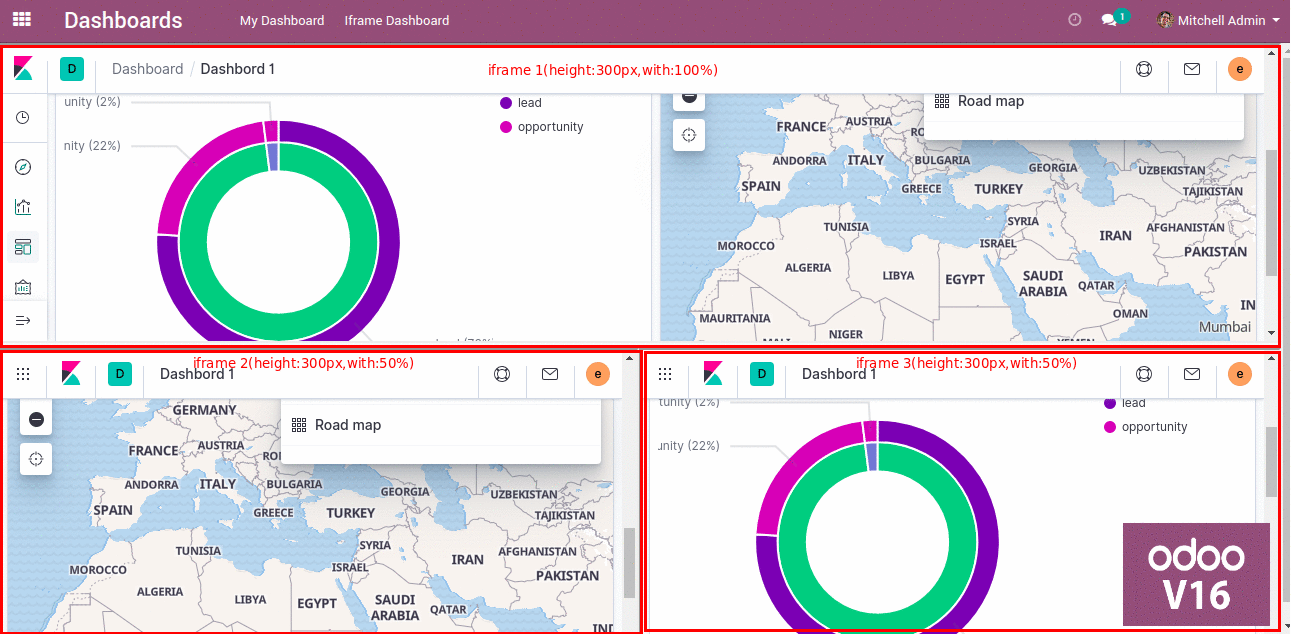 Dashboards My Dashboard Iframe Dashboard 1 Mitchell Admin
D Dashboard / Dashbord 1 iframe 1(height:300px,with:100%) e
unity (2%)
nity (22%)
lead
opportunity
Road map
FRANCE
AUSTRIA
ANDORRA
ITALY
BULGARIA
GEORGIA
UZBEKISTAN
SPAIN
GREECE
TURKEY
TAJIKISTAN
TUNISIA
SYRIA
MOROCCO
ISRAEL
IRAN
AFGHANISTAN
PAKISTAN
ALGERIA
LIBYA
EGYPT
SAUDI
ARABIA
QATAR
IN
MAURITANIA
OMAN
NIGER
Mumbai
MALI
YEMEN
iframe 2(height:300px,with:50%)
D Dashbord 1 e
GERMANY
Road map
FRANCE
AUSTRIA
ROM
ANDORRA
ITALY
BULGARIA
GEORGIA
UZBEKISTAN
SPAIN
GREECE
TURKEY
TAJIKISTAN
TUNISIA
SYRIA
MOROCCO
ISRAEL
IRAN
AFGHANISTAN
PAKISTAN
ALGERIA
LIBYA
EGYPT
SAUDI
ARABIA
QATAR
IND
iframe 3(height:300px,with:50%)
D Dashbord 1 e
tunity (2%)
unity (22%)
lead
opportunity
odoo
V16